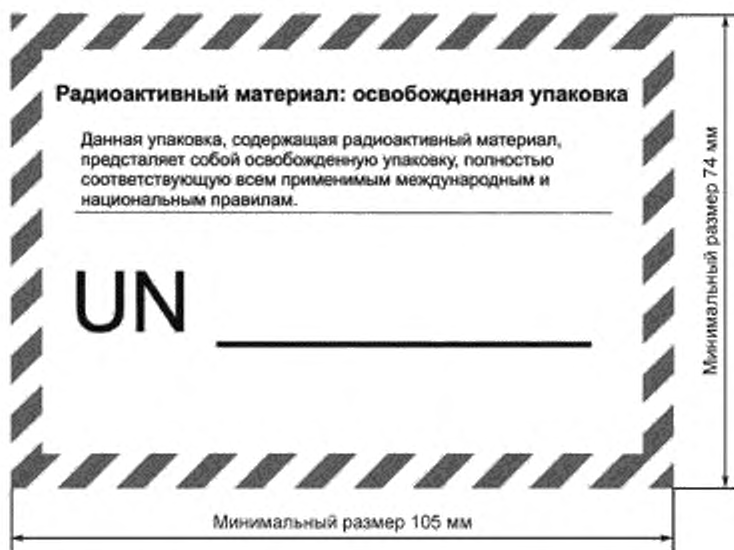 Радиоактивный материал: освобожденная упаковка
Данная упаковка, содержащая радиоактивный материал,
предсталяет собой освобожденную упаковку, полностью
соответствующую всем применимым международным и
национальным правилам.
UN
Минимальный размер 74 мм
Минимальный размер 105 мм